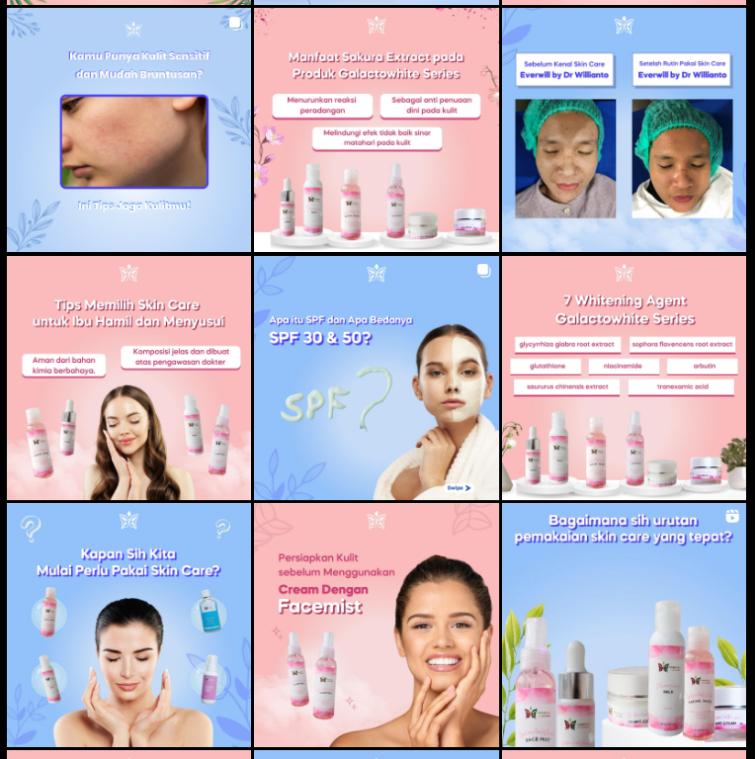 Kamu Punya Kulit Sensitif
dan Mudah Bruntusan?
Ini Tips Jaga Kulitmu!
Manfaat Sakura Extract pada
Produk Galactowhite Series
Menurunkan reaksi
peradangan
Sebagai anti penuaan
dini pada kulit
Melindungi efek tidak baik sinar
matahari pada kulit
Sebelum Kenal Skin Care
Everwill by Dr Willianto
Setelah Rutin Pakai Skin Care
Everwill by Dr Willianto
Tips Memilih Skin Care
untuk Ibu Hamil dan Menyusui
Aman dari bahan
kimia berbahaya.
Komposisi jelas dan dibuat
atas pengawasan dokter
Apa itu SPF dan Apa Bedanya
SPF 30 & 50?
SPF?
Swipe
7 Whitening Agent
Galactowhite Series
glycyrrhiza glabra root extract
sophora flavencens root extract
glutathione
niacinamide
arbutin
saururus chinensis extract
tranexamic acid
Kapan Sih Kita
Mulai Perlu Pakai Skin Care?
Persiapkan Kulit
sebelum Menggunakan
Cream Dengan
Facemist
Bagaimana sih urutan
pemakaian skin care yang tepat?
FACE MIST
MILK